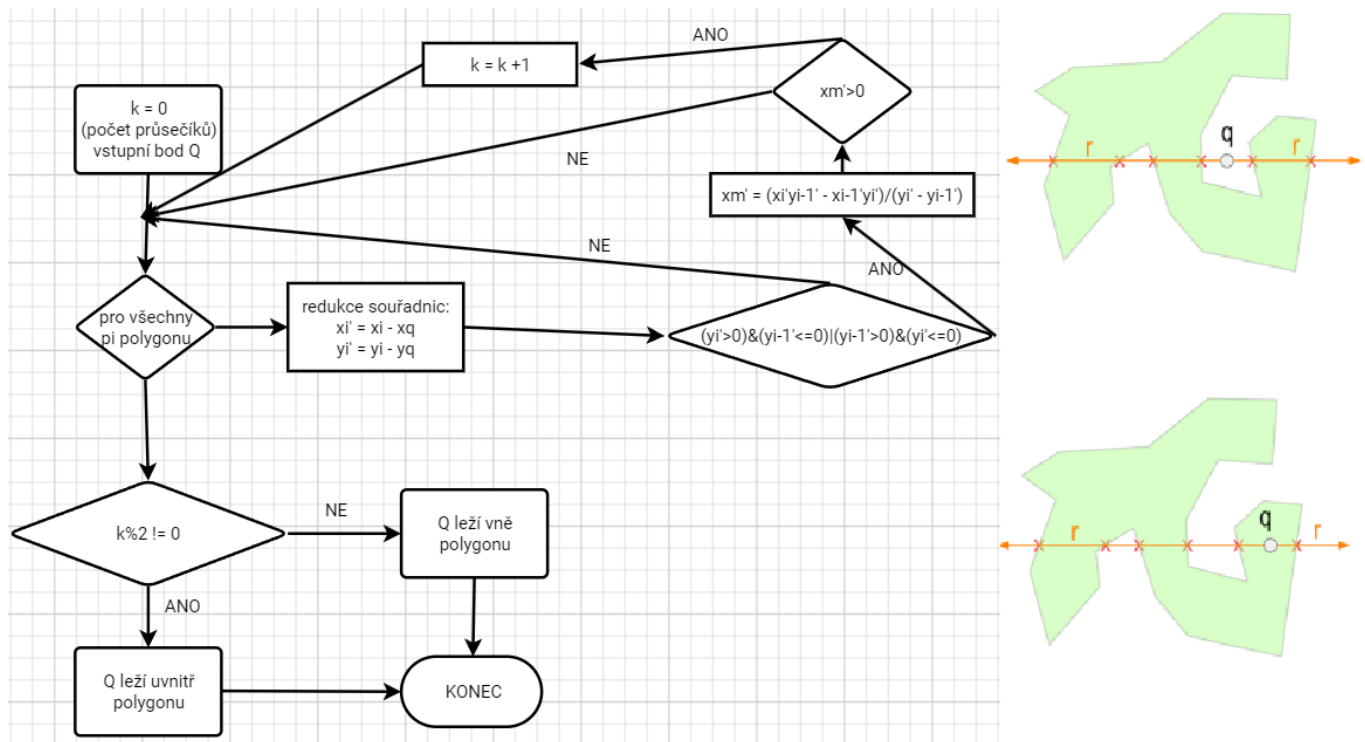 k = 0
(počet průsečíků)
vstupní bod Q
k = k +1
ANO
xm'>0
NE
xm' = (xi'yi-1' - xi-1'yi')/(yi' - yi-1')
NE
ANO
pro všechny
pi polygonu
redukce souřadnic:
xi' = xi - xq
yi' = yi - yq
(yi'>0)&(yi-1'<=0)|(yi-1'>0)&(yi'<=0)
k%2 != 0
NE
Q leží vně
polygonu
ANO
Q leží uvnitř
polygonu
KONEC
q
r
r
q
r
r